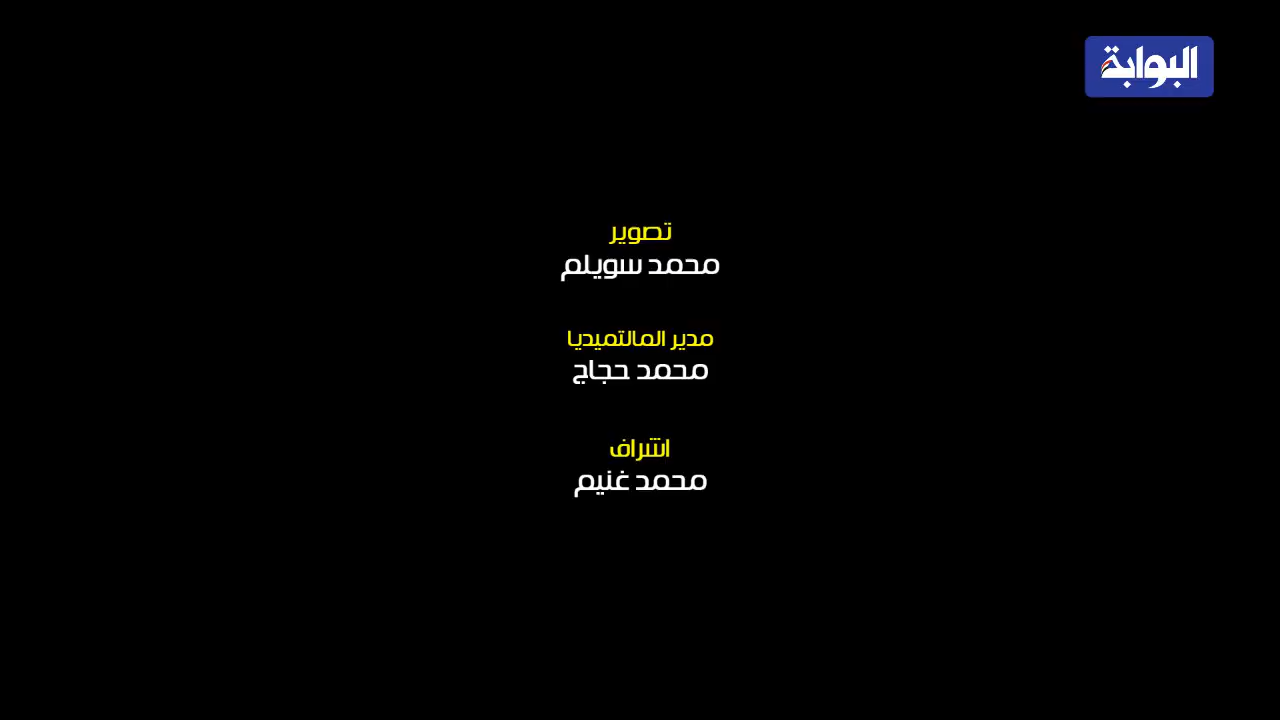 البوابة
تصوير
محمد سويلم
مدير المالتميديا
محمد حجاج
اشراف
محمد غنيم